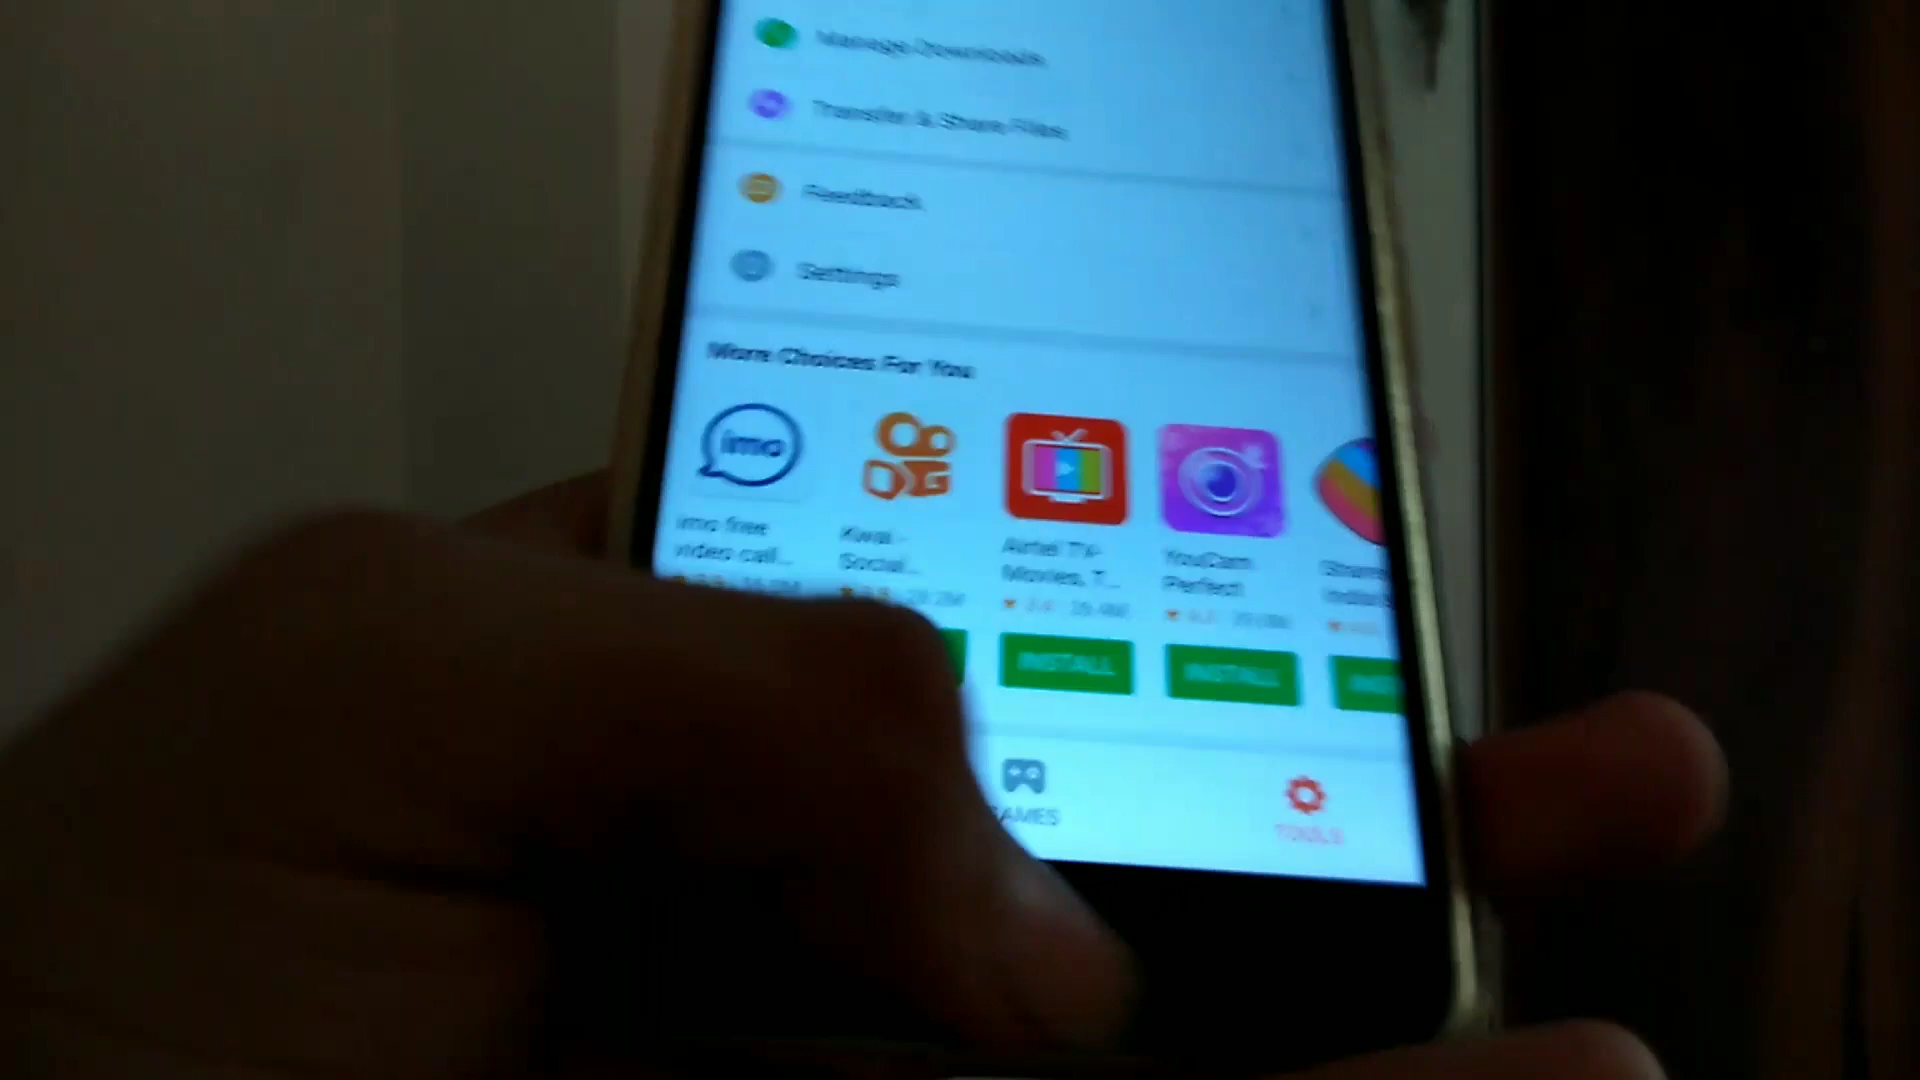 Manage Downloads
Transfer & Share Files
Feedback
Settings
More Choices For You
imo
imo free
video call...
Kwai -
Social...
Airtel TV-
Movies, T...
YouCam
Perfect
INSTALL
INSTALL
GAMES
TOOLS